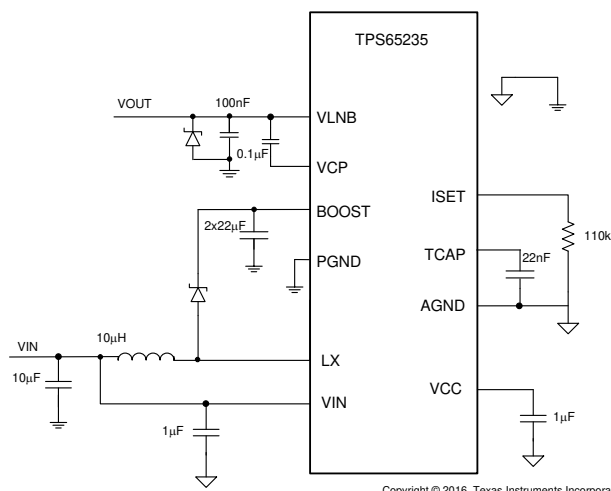 TPS65235
VOUT
100nF
VLNB
0.1µF
VCP
BOOST
2x22µF
ISET
110k
PGND
TCAP
22nF
AGND
10µH
VIN
LX
10µF
VIN
VCC
1µF
1µF
Copyright © 2016, Texas Instruments Incorpora